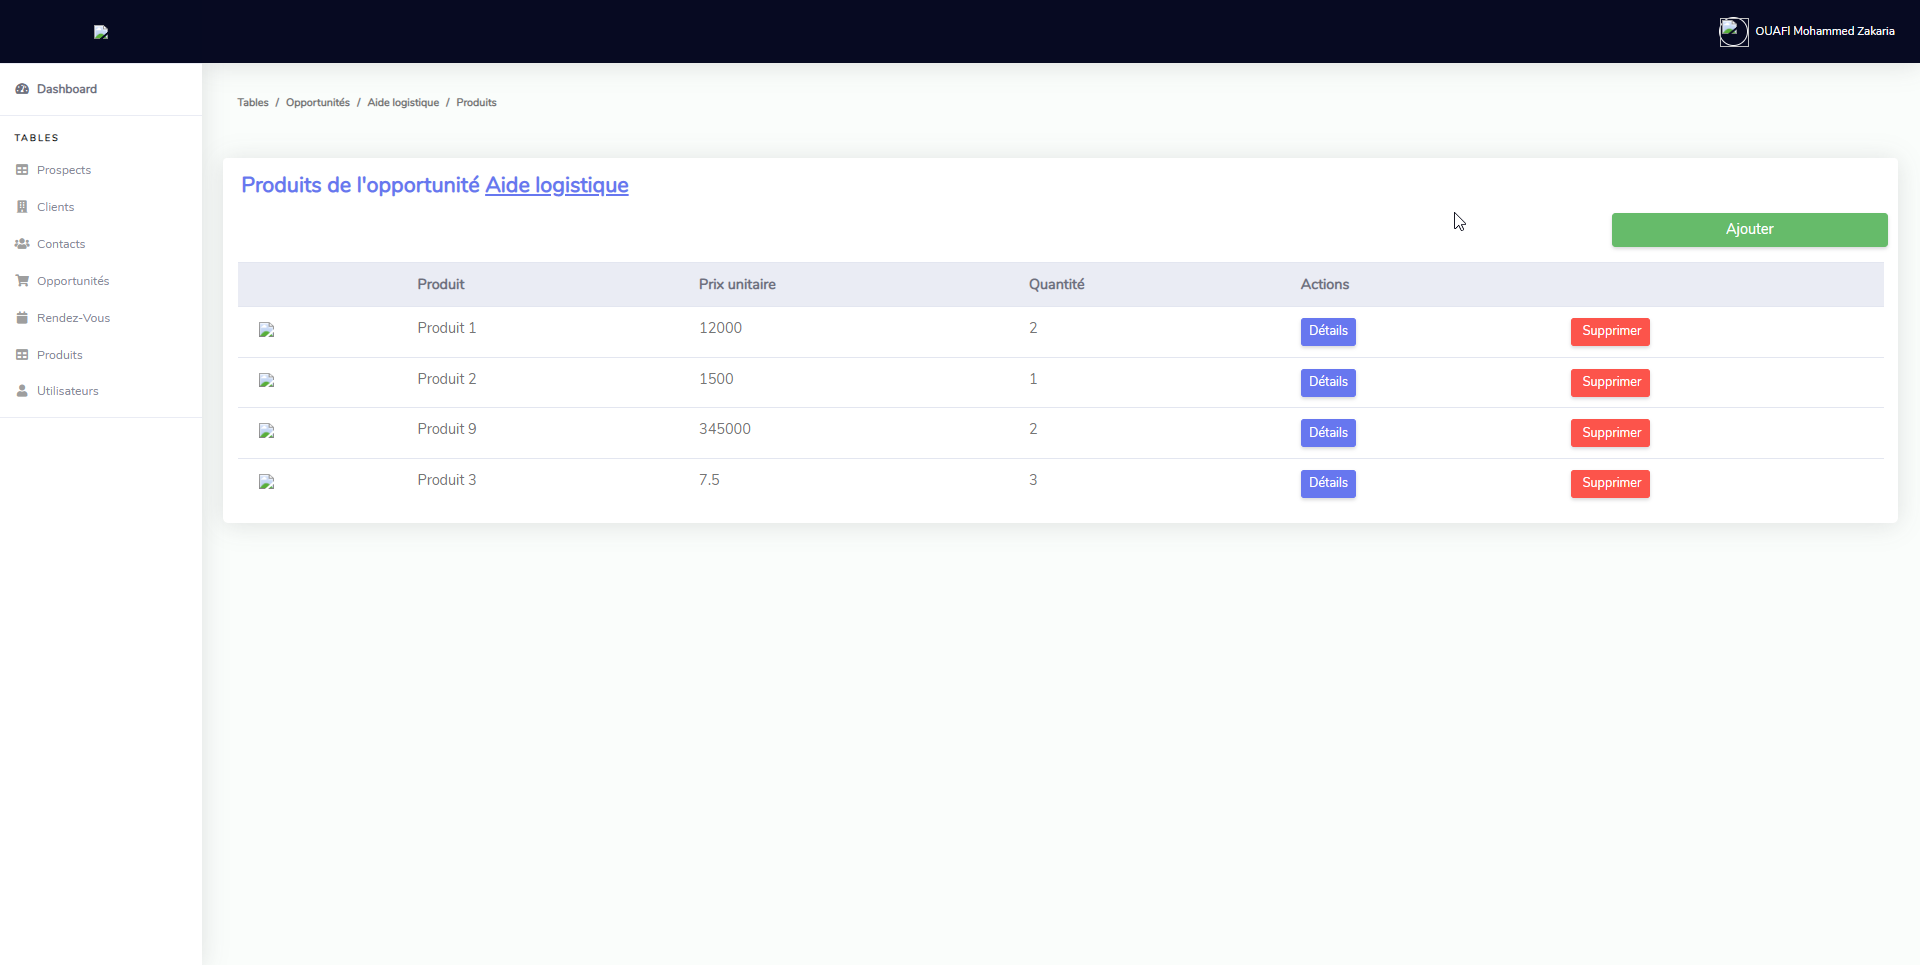 OUAFI Mohammed Zakaria
Dashboard
TABLES
Prospects
Clients
Contacts
Opportunités
Rendez-Vous
Produits
Utilisateurs
Tables / Opportunités / Aide logistique / Produits
Produits de l'opportunité Aide logistique
Ajouter
Produit Prix unitaire Quantité Actions
Produit 1 12000 2 Détails Supprimer
Produit 2 1500 1 Détails Supprimer
Produit 9 345000 2 Détails Supprimer
Produit 3 7.5 3 Détails Supprimer